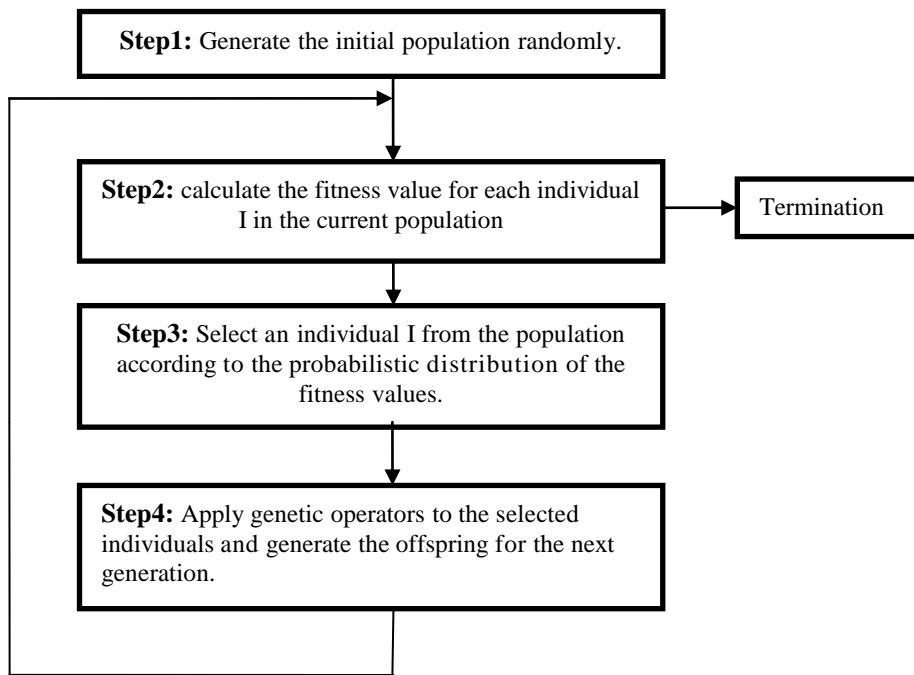 Step1: Generate the initial population randomly.
Step2: calculate the fitness value for each individual
I in the current population
Termination
Step3: Select an individual I from the population
according to the probabilistic distribution of the
fitness values.
Step4: Apply genetic operators to the selected
individuals and generate the offspring for the next
generation.